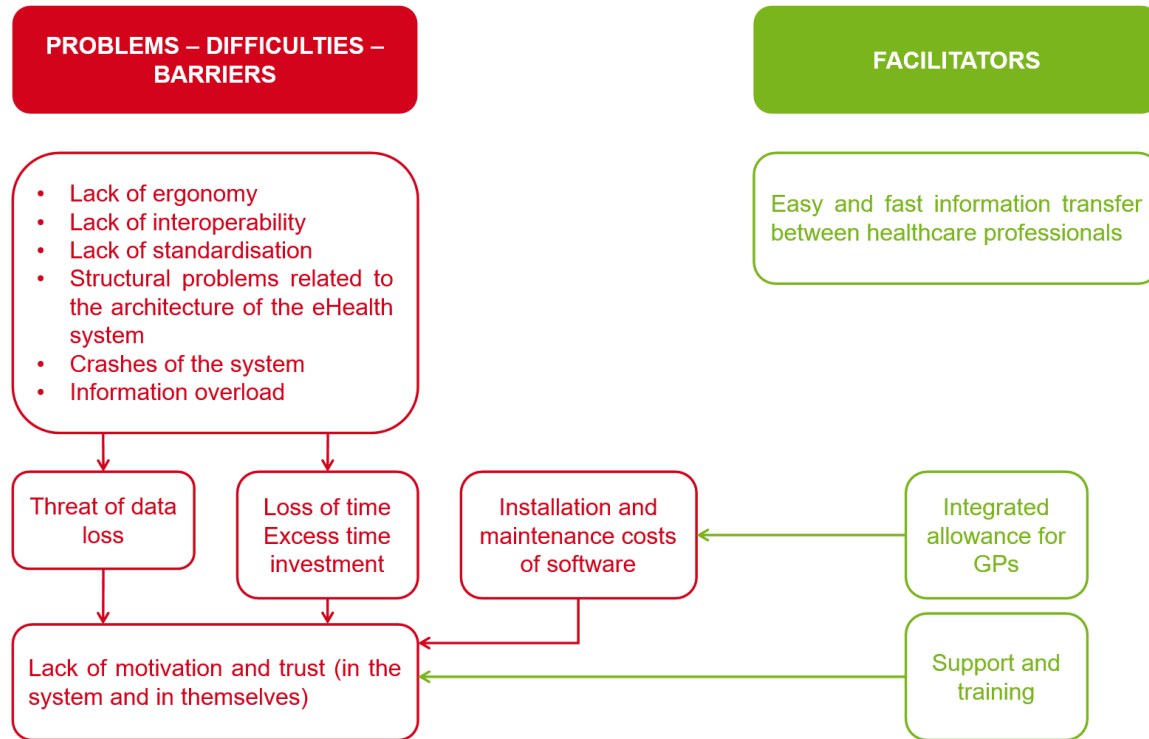 PROBLEMS – DIFFICULTIES –
BARRIERS
FACILITATORS
• Lack of ergonomy
• Lack of interoperability
• Lack of standardisation
• Structural problems related to
the architecture of the eHealth
system
• Crashes of the system
• Information overload
Easy and fast information transfer
between healthcare professionals
Threat of data
loss
Loss of time
Excess time
investment
Installation and
maintenance costs
of software
Integrated
allowance for
GPs
Lack of motivation and trust (in the
system and in themselves)
Support and
training